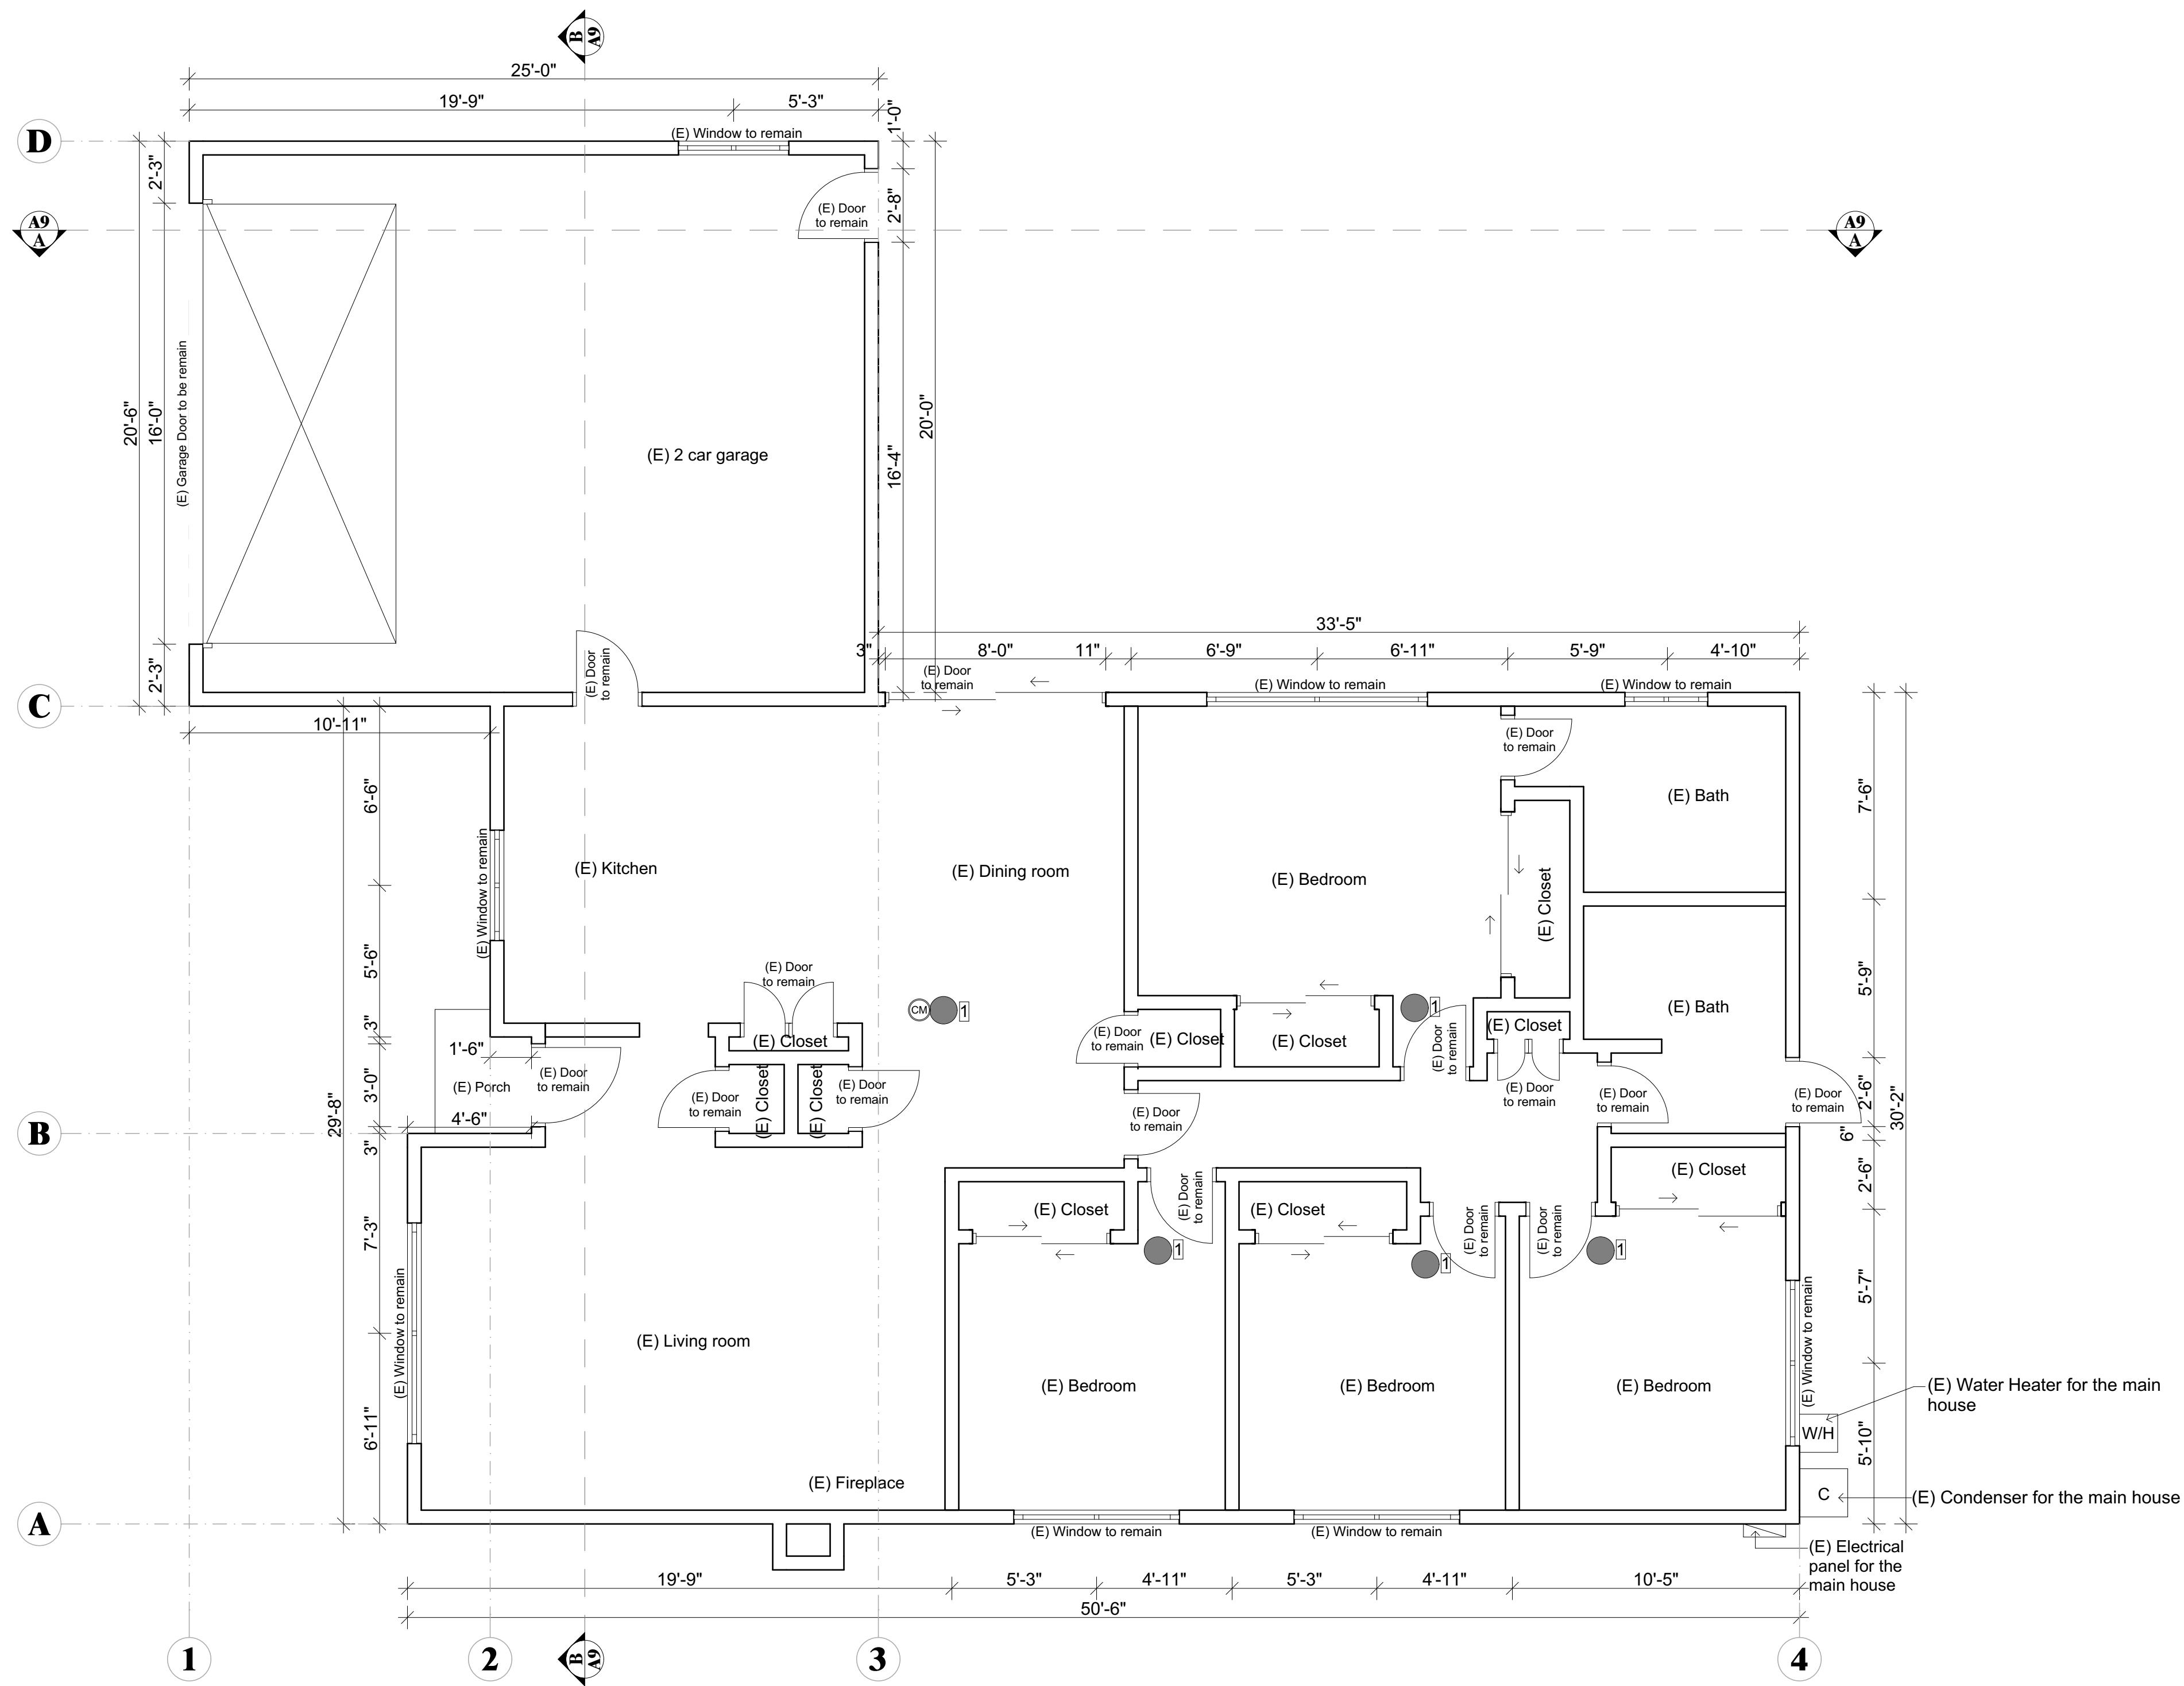 B
A9
25'-0"
19'-9"
5'-3"
1'-0"
D
(E) Window to remain
2'-3"
2'-8"
(E) Door
to remain
A9
A
A9
A
20'-6"
16'-0"
(E) Garage Door to be remain
20'-0"
16'-4"
(E) 2 car garage
2'-3"
33'-5"
3"
8'-0"
11"
6'-9"
6'-11"
5'-9"
4'-10"
(E) Door
to remain
(E) Door
to remain
(E) Window to remain
(E) Window to remain
C
10'-11"
(E) Door
to remain
6'-6"
7'-6"
(E) Bath
(E) Window to remain
(E) Kitchen
(E) Dining room
(E) Bedroom
(E) Closet
5'-6"
5'-9"
(E) Door
to remain
CM
1
1
(E) Bath
3"
(E) Closet
(E) Door
to remain
(E) Closet
(E) Closet
(E) Door
to remain
(E) Closet
1'-6"
(E) Porch
(E) Door
to remain
3'-0"
29'-8"
(E) Door
to remain
(E) Closet
(E) Closet
(E) Door
to remain
(E) Door
to remain
(E) Door
to remain
(E) Door
to remain
(E) Door
to remain
2'-6"
30'-2"
4'-6"
B
3"
6"
2'-6"
(E) Closet
(E) Closet
(E) Door
to remain
(E) Closet
(E) Door
to remain
(E) Door
to remain
7'-3"
1
1
1
5'-7"
(E) Window to remain
(E) Window to remain
(E) Living room
(E) Bedroom
(E) Bedroom
(E) Bedroom
(E) Water Heater for the main
house
6'-11"
W/H
5'-10"
(E) Fireplace
C
(E) Condenser for the main house
A
(E) Window to remain
(E) Window to remain
(E) Electrical
panel for the
main house
19'-9"
5'-3"
4'-11"
5'-3"
4'-11"
10'-5"
50'-6"
1
2
B
A9
3
4